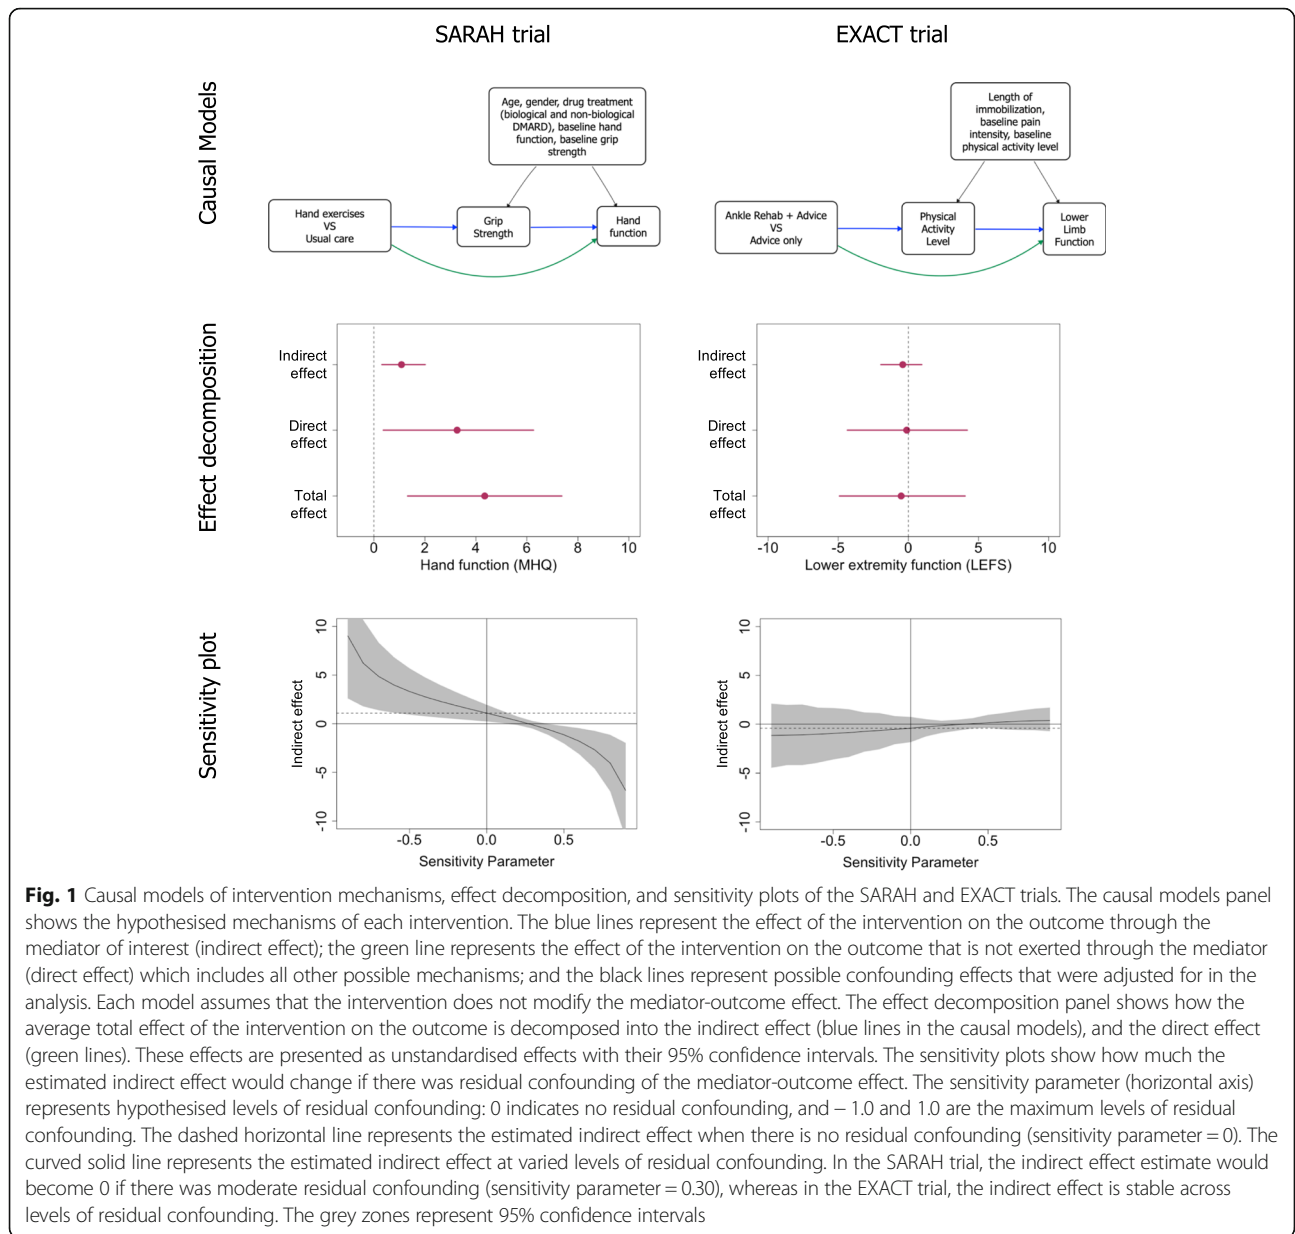 SARAH trial
EXACT trial
Causal Models
Age, gender, drug treatment
(biological and non-biological
DMARD), baseline hand
function, baseline grip
strength
Hand exercises
VS
Usual care
Grip
Strength
Hand
function
Length of
immobilization,
baseline pain
intensity, baseline
physical activity level
Ankle Rehab + Advice
VS
Advice only
Physical
Activity
Level
Lower
Limb
Function
Effect decomposition
Indirect
effect
Direct
effect
Total
effect
0 2 4 6 8 10
Hand function (MHQ)
Indirect
effect
Direct
effect
Total
effect
-10 -5 0 5 10
Lower extremity function (LEFS)
Sensitivity plot
Indirect effect
10
5
0
-5
-10
-0.5 0.0 0.5
Sensitivity Parameter
Indirect effect
10
5
0
-5
-10
-0.5 0.0 0.5
Sensitivity Parameter
Fig. 1 Causal models of intervention mechanisms, effect decomposition, and sensitivity plots of the SARAH and EXACT trials. The causal models panel
shows the hypothesised mechanisms of each intervention. The blue lines represent the effect of the intervention on the outcome through the
mediator of interest (indirect effect); the green line represents the effect of the intervention on the outcome that is not exerted through the mediator
(direct effect) which includes all other possible mechanisms; and the black lines represent possible confounding effects that were adjusted for in the
analysis. Each model assumes that the intervention does not modify the mediator-outcome effect. The effect decomposition panel shows how the
average total effect of the intervention on the outcome is decomposed into the indirect effect (blue lines in the causal models), and the direct effect
(green lines). These effects are presented as unstandardised effects with their 95% confidence intervals. The sensitivity plots show how much the
estimated indirect effect would change if there was residual confounding of the mediator-outcome effect. The sensitivity parameter (horizontal axis)
represents hypothesised levels of residual confounding: 0 indicates no residual confounding, and − 1.0 and 1.0 are the maximum levels of residual
confounding. The dashed horizontal line represents the estimated indirect effect when there is no residual confounding (sensitivity parameter = 0). The
curved solid line represents the estimated indirect effect at varied levels of residual confounding. In the SARAH trial, the indirect effect estimate would
become 0 if there was moderate residual confounding (sensitivity parameter = 0.30), whereas in the EXACT trial, the indirect effect is stable across
levels of residual confounding. The grey zones represent 95% confidence intervals